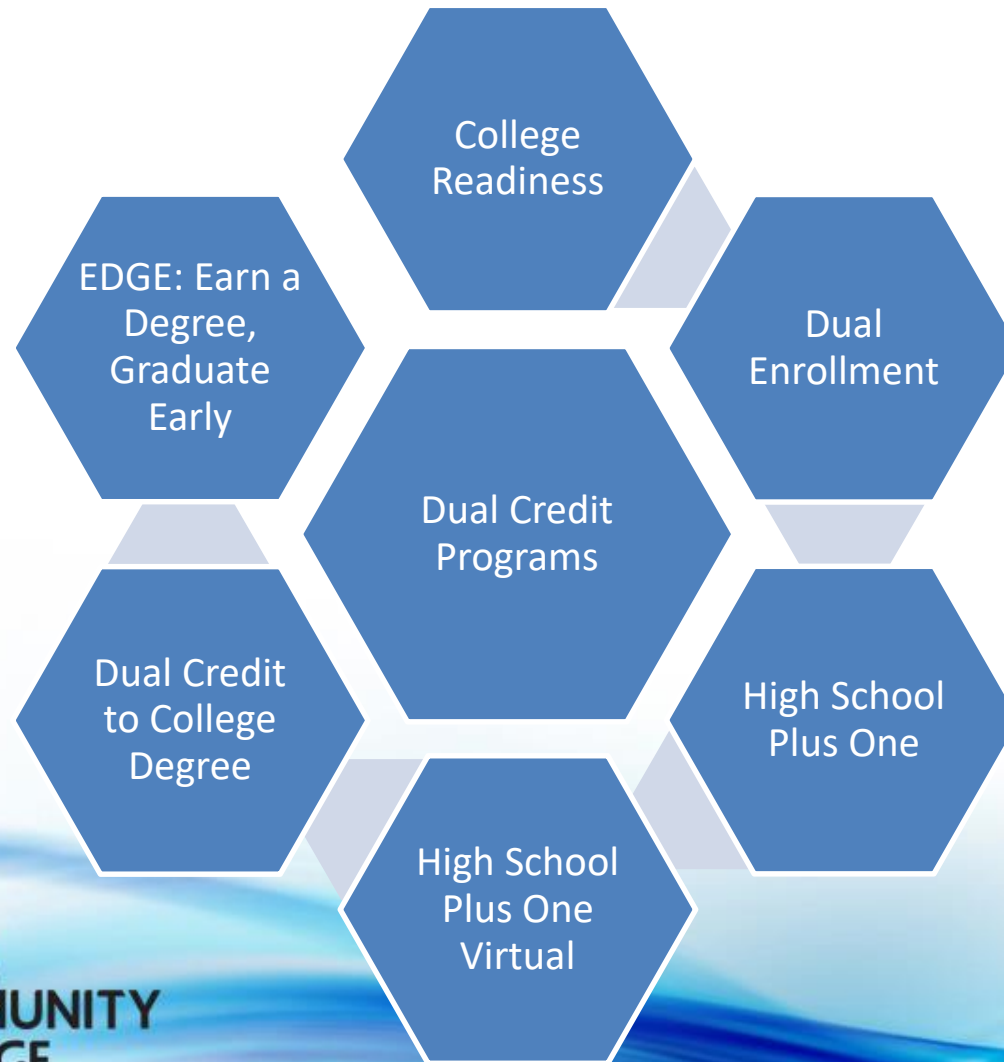 College
Readiness
EDGE: Earn a
Degree,
Graduate
Early
Dual
Enrollment
Dual Credit
Programs
Dual Credit
to College
Degree
High School
Plus One
High School
Plus One
Virtual